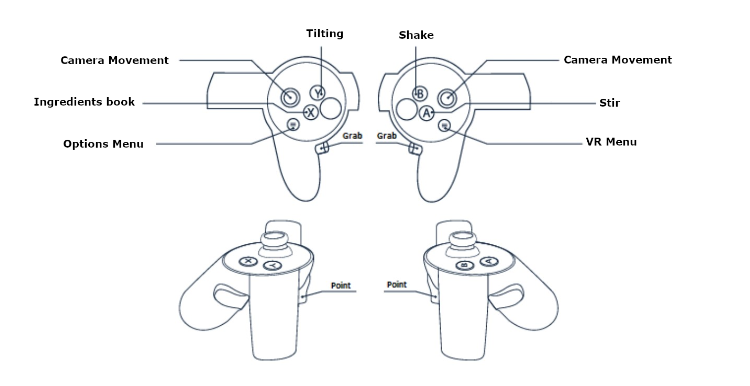 Tilting
Shake
Camera Movement
Camera Movement
Y
B
Ingredients book
X
A
Stir
Options Menu
Grab
Grab
VR Menu
X
Y
B
A
Point
Point